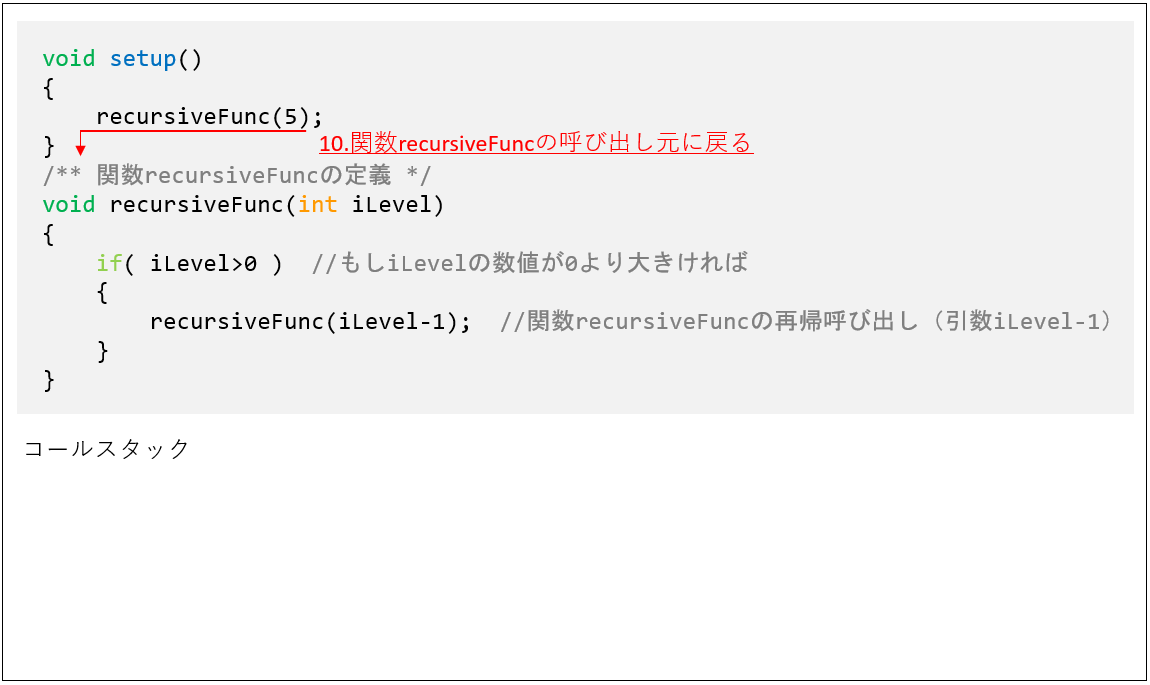 void setup()
{
    recursiveFunc(5);
}
10.関数recursiveFuncの呼び出し元に戻る
/** 関数recursiveFuncの定義 */
void recursiveFunc(int iLevel)
{
    if( iLevel>0 )  //もしiLevelの数値が0より大きければ
    {
        recursiveFunc(iLevel-1);  //関数recursiveFuncの再帰呼び出し（引数iLevel-1）
    }
}
コールスタック